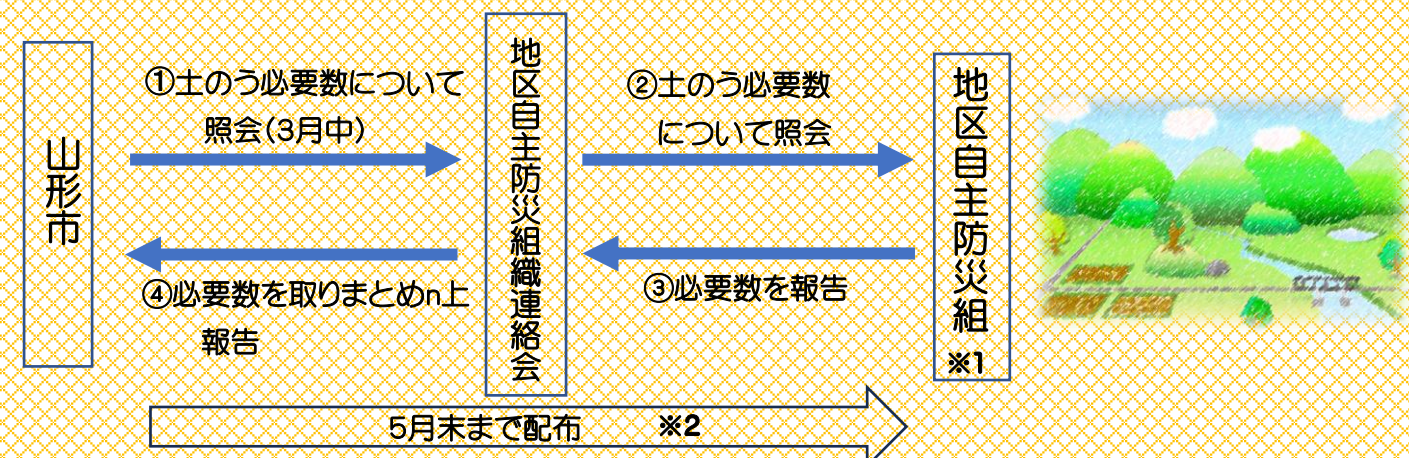 山形市
①土のう必要数について
照会(3月中)
④必要数を取りまとめn上
報告
地区自主防災組織連絡会
②土のう必要数
について照会
③必要数を報告
地区自主防災組
※1
5月末まで配布 ※2